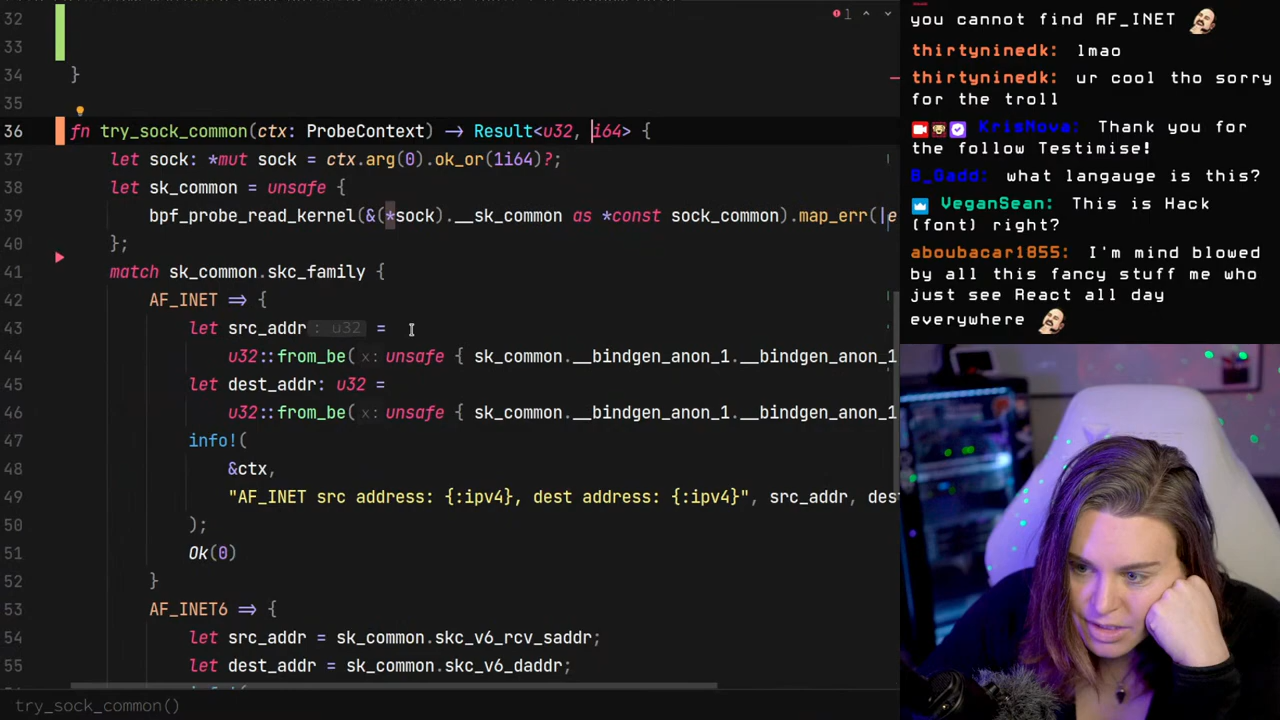 32
you cannot find AF_INET
1
33
thirtyninedk: lmao
34 }
thirtyninedk: ur cool tho sorry
for the troll
35
36 fn try_sock_common(ctx: ProbeContext) -> Result<u32, i64> {
KrisNova: Thank you for
the follow Testimise!
37 let sock: *mut sock = ctx.arg(0).ok_or(1i64)?;
38 let sk_common = unsafe {
B_Gadd: what langauge is this?
39 bpf_probe_read_kernel(&(*sock).__sk_common as *const sock_common).map_err(|e
VeganSean: This is Hack
(font) right?
40 };
41 match sk_common.skc_family {
aboubacar1855: I'm mind blowed
by all this fancy stuff me who
just see React all day
everywhere
42 AF_INET => {
43 let src_addr : u32 =
44 u32::from_be( x: unsafe { sk_common.__bindgen_anon_1.__bindgen_anon_1
45 let dest_addr: u32 =
46 u32::from_be( x: unsafe { sk_common.__bindgen_anon_1.__bindgen_anon_1
47 info!(
48 &ctx,
49 "AF_INET src address: {:ipv4}, dest address: {:ipv4}", src_addr, des
50 );
51 Ok(0)
52 }
53 AF_INET6 => {
54 let src_addr = sk_common.skc_v6_rcv_saddr;
55 let dest_addr = sk_common.skc_v6_daddr;
try_sock_common()